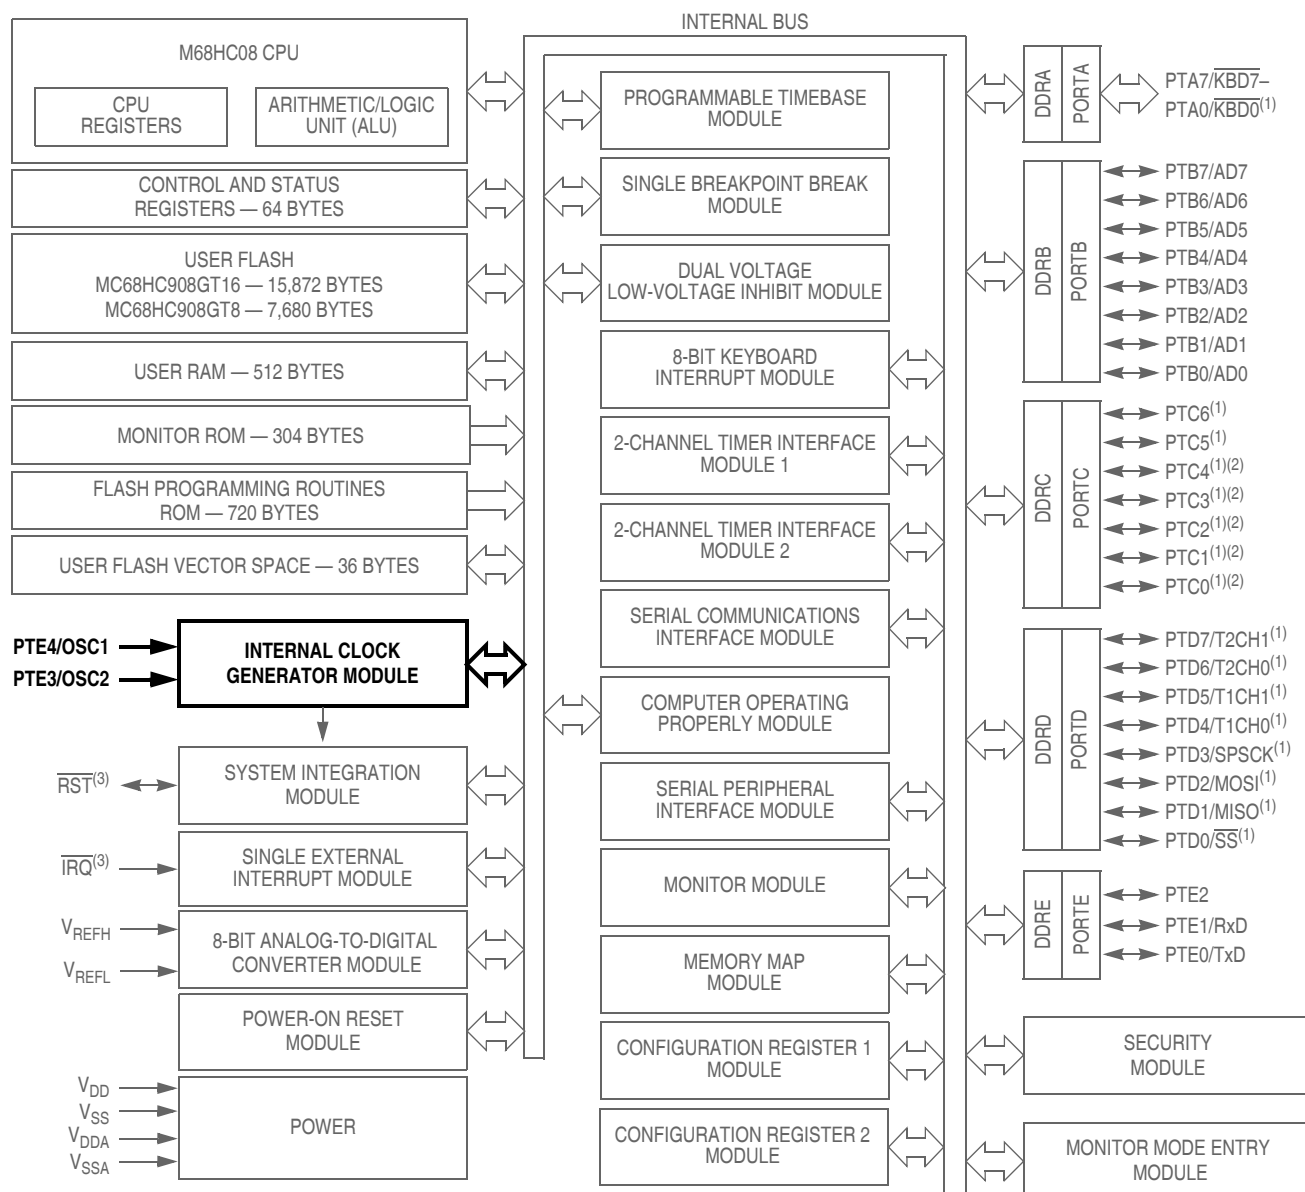 INTERNAL BUS
M68HC08 CPU
CPU
REGISTERS
ARITHMETIC/LOGIC
UNIT (ALU)
CONTROL AND STATUS
REGISTERS — 64 BYTES
USER FLASH
MC68HC908GT16 — 15,872 BYTES
MC68HC908GT8 — 7,680 BYTES
USER RAM — 512 BYTES
MONITOR ROM — 304 BYTES
FLASH PROGRAMMING ROUTINES
ROM — 720 BYTES
USER FLASH VECTOR SPACE — 36 BYTES
PTE4/OSC1
PTE3/OSC2
INTERNAL CLOCK
GENERATOR MODULE
RST(3)
SYSTEM INTEGRATION
MODULE
IRQ(3)
SINGLE EXTERNAL
INTERRUPT MODULE
VREFH
VREFL
8-BIT ANALOG-TO-DIGITAL
CONVERTER MODULE
POWER-ON RESET
MODULE
VDD
VSS
VDDA
VSSA
POWER
PROGRAMMABLE TIMEBASE
MODULE
SINGLE BREAKPOINT BREAK
MODULE
DUAL VOLTAGE
LOW-VOLTAGE INHIBIT MODULE
8-BIT KEYBOARD
INTERRUPT MODULE
2-CHANNEL TIMER INTERFACE
MODULE 1
2-CHANNEL TIMER INTERFACE
MODULE 2
SERIAL COMMUNICATIONS
INTERFACE MODULE
COMPUTER OPERATING
PROPERLY MODULE
SERIAL PERIPHERAL
INTERFACE MODULE
MONITOR MODULE
MEMORY MAP
MODULE
CONFIGURATION REGISTER 1
MODULE
CONFIGURATION REGISTER 2
MODULE
DDRA
PORTA
PTA7/KBD7–
PTA0/KBD0(1)
DDRB
PORTB
PTB7/AD7
PTB6/AD6
PTB5/AD5
PTB4/AD4
PTB3/AD3
PTB2/AD2
PTB1/AD1
PTB0/AD0
DDRC
PORTC
PTC6(1)
PTC5(1)
PTC4(1)(2)
PTC3(1)(2)
PTC2(1)(2)
PTC1(1)(2)
PTC0(1)(2)
DDRD
PORTD
PTD7/T2CH1(1)
PTD6/T2CH0(1)
PTD5/T1CH1(1)
PTD4/T1CH0(1)
PTD3/SPSCK(1)
PTD2/MOSI(1)
PTD1/MISO(1)
PTD0/SS(1)
DDRE
PORTE
PTE2
PTE1/RxD
PTE0/TxD
SECURITY
MODULE
MONITOR MODE ENTRY
MODULE